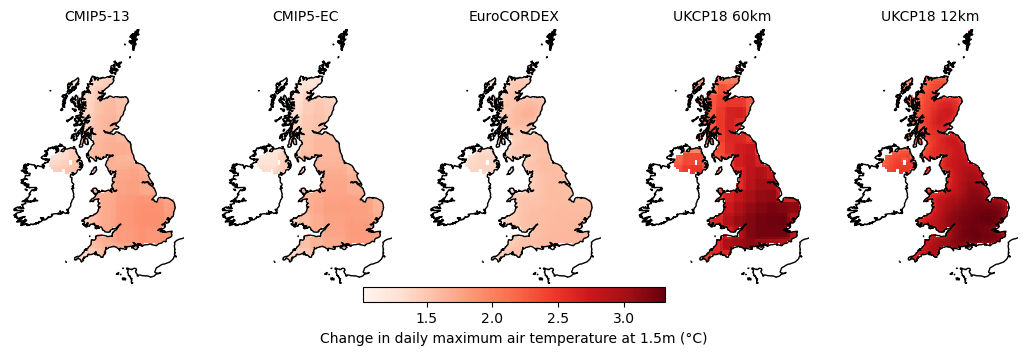 CMIP5-13 CMIP5-EC EuroCORDEX UKCP18 60km UKCP18 12km
1.5 2.0 2.5 3.0
Change in daily maximum air temperature at 1.5m (°C)